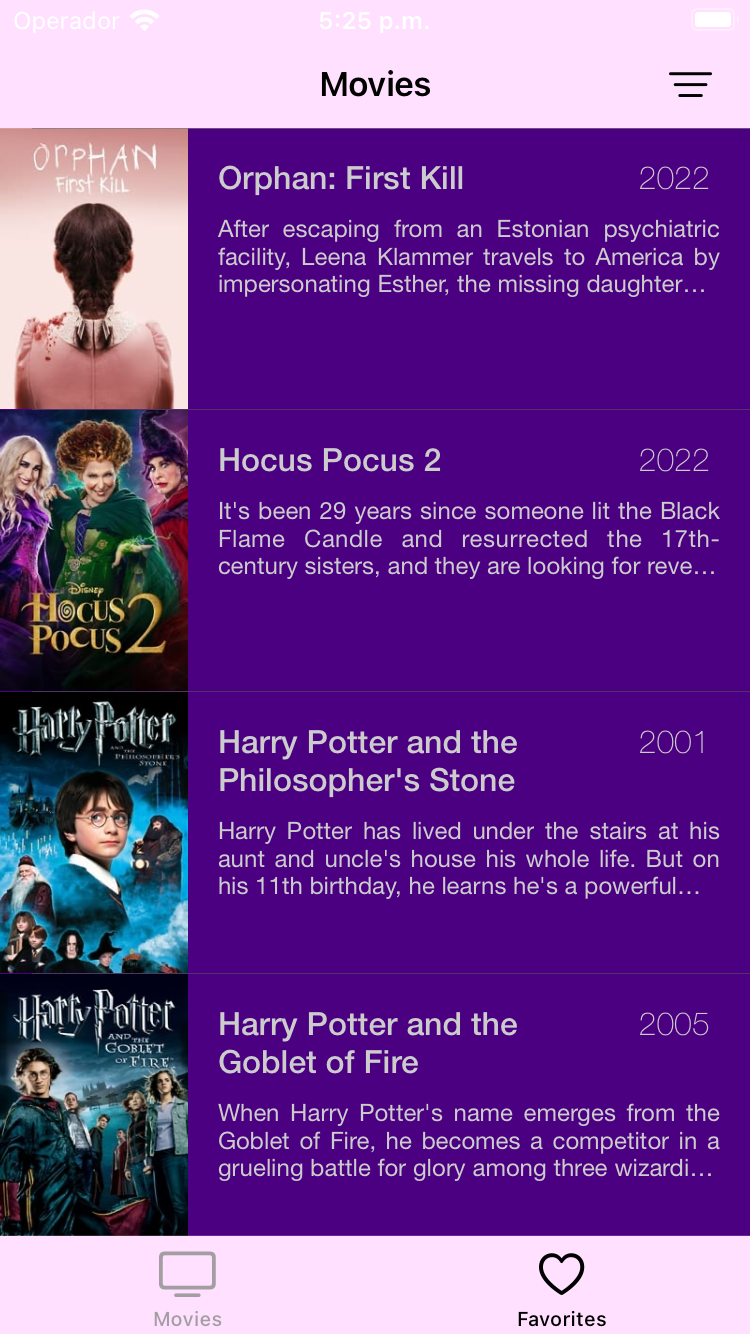 Operador 5:25 p.m.
Movies
ORPHAN
FIRST KILL
Orphan: First Kill 2022
After escaping from an Estonian psychiatric
facility, Leena Klammer travels to America by
impersonating Esther, the missing daughter…
Disney
HOCUS
POCUS 2
Hocus Pocus 2 2022
It's been 29 years since someone lit the Black
Flame Candle and resurrected the 17th-
century sisters, and they are looking for reve…
Harry Potter
AND THE
PHILOSOPHER'S
STONE
Harry Potter and the 2001
Philosopher's Stone
Harry Potter has lived under the stairs at his
aunt and uncle's house his whole life. But on
his 11th birthday, he learns he's a powerful…
Harry Potter
AND THE
GOBLET
OF FIRE
Harry Potter and the 2005
Goblet of Fire
When Harry Potter's name emerges from the
Goblet of Fire, he becomes a competitor in a
grueling battle for glory among three wizardi…
Movies Favorites